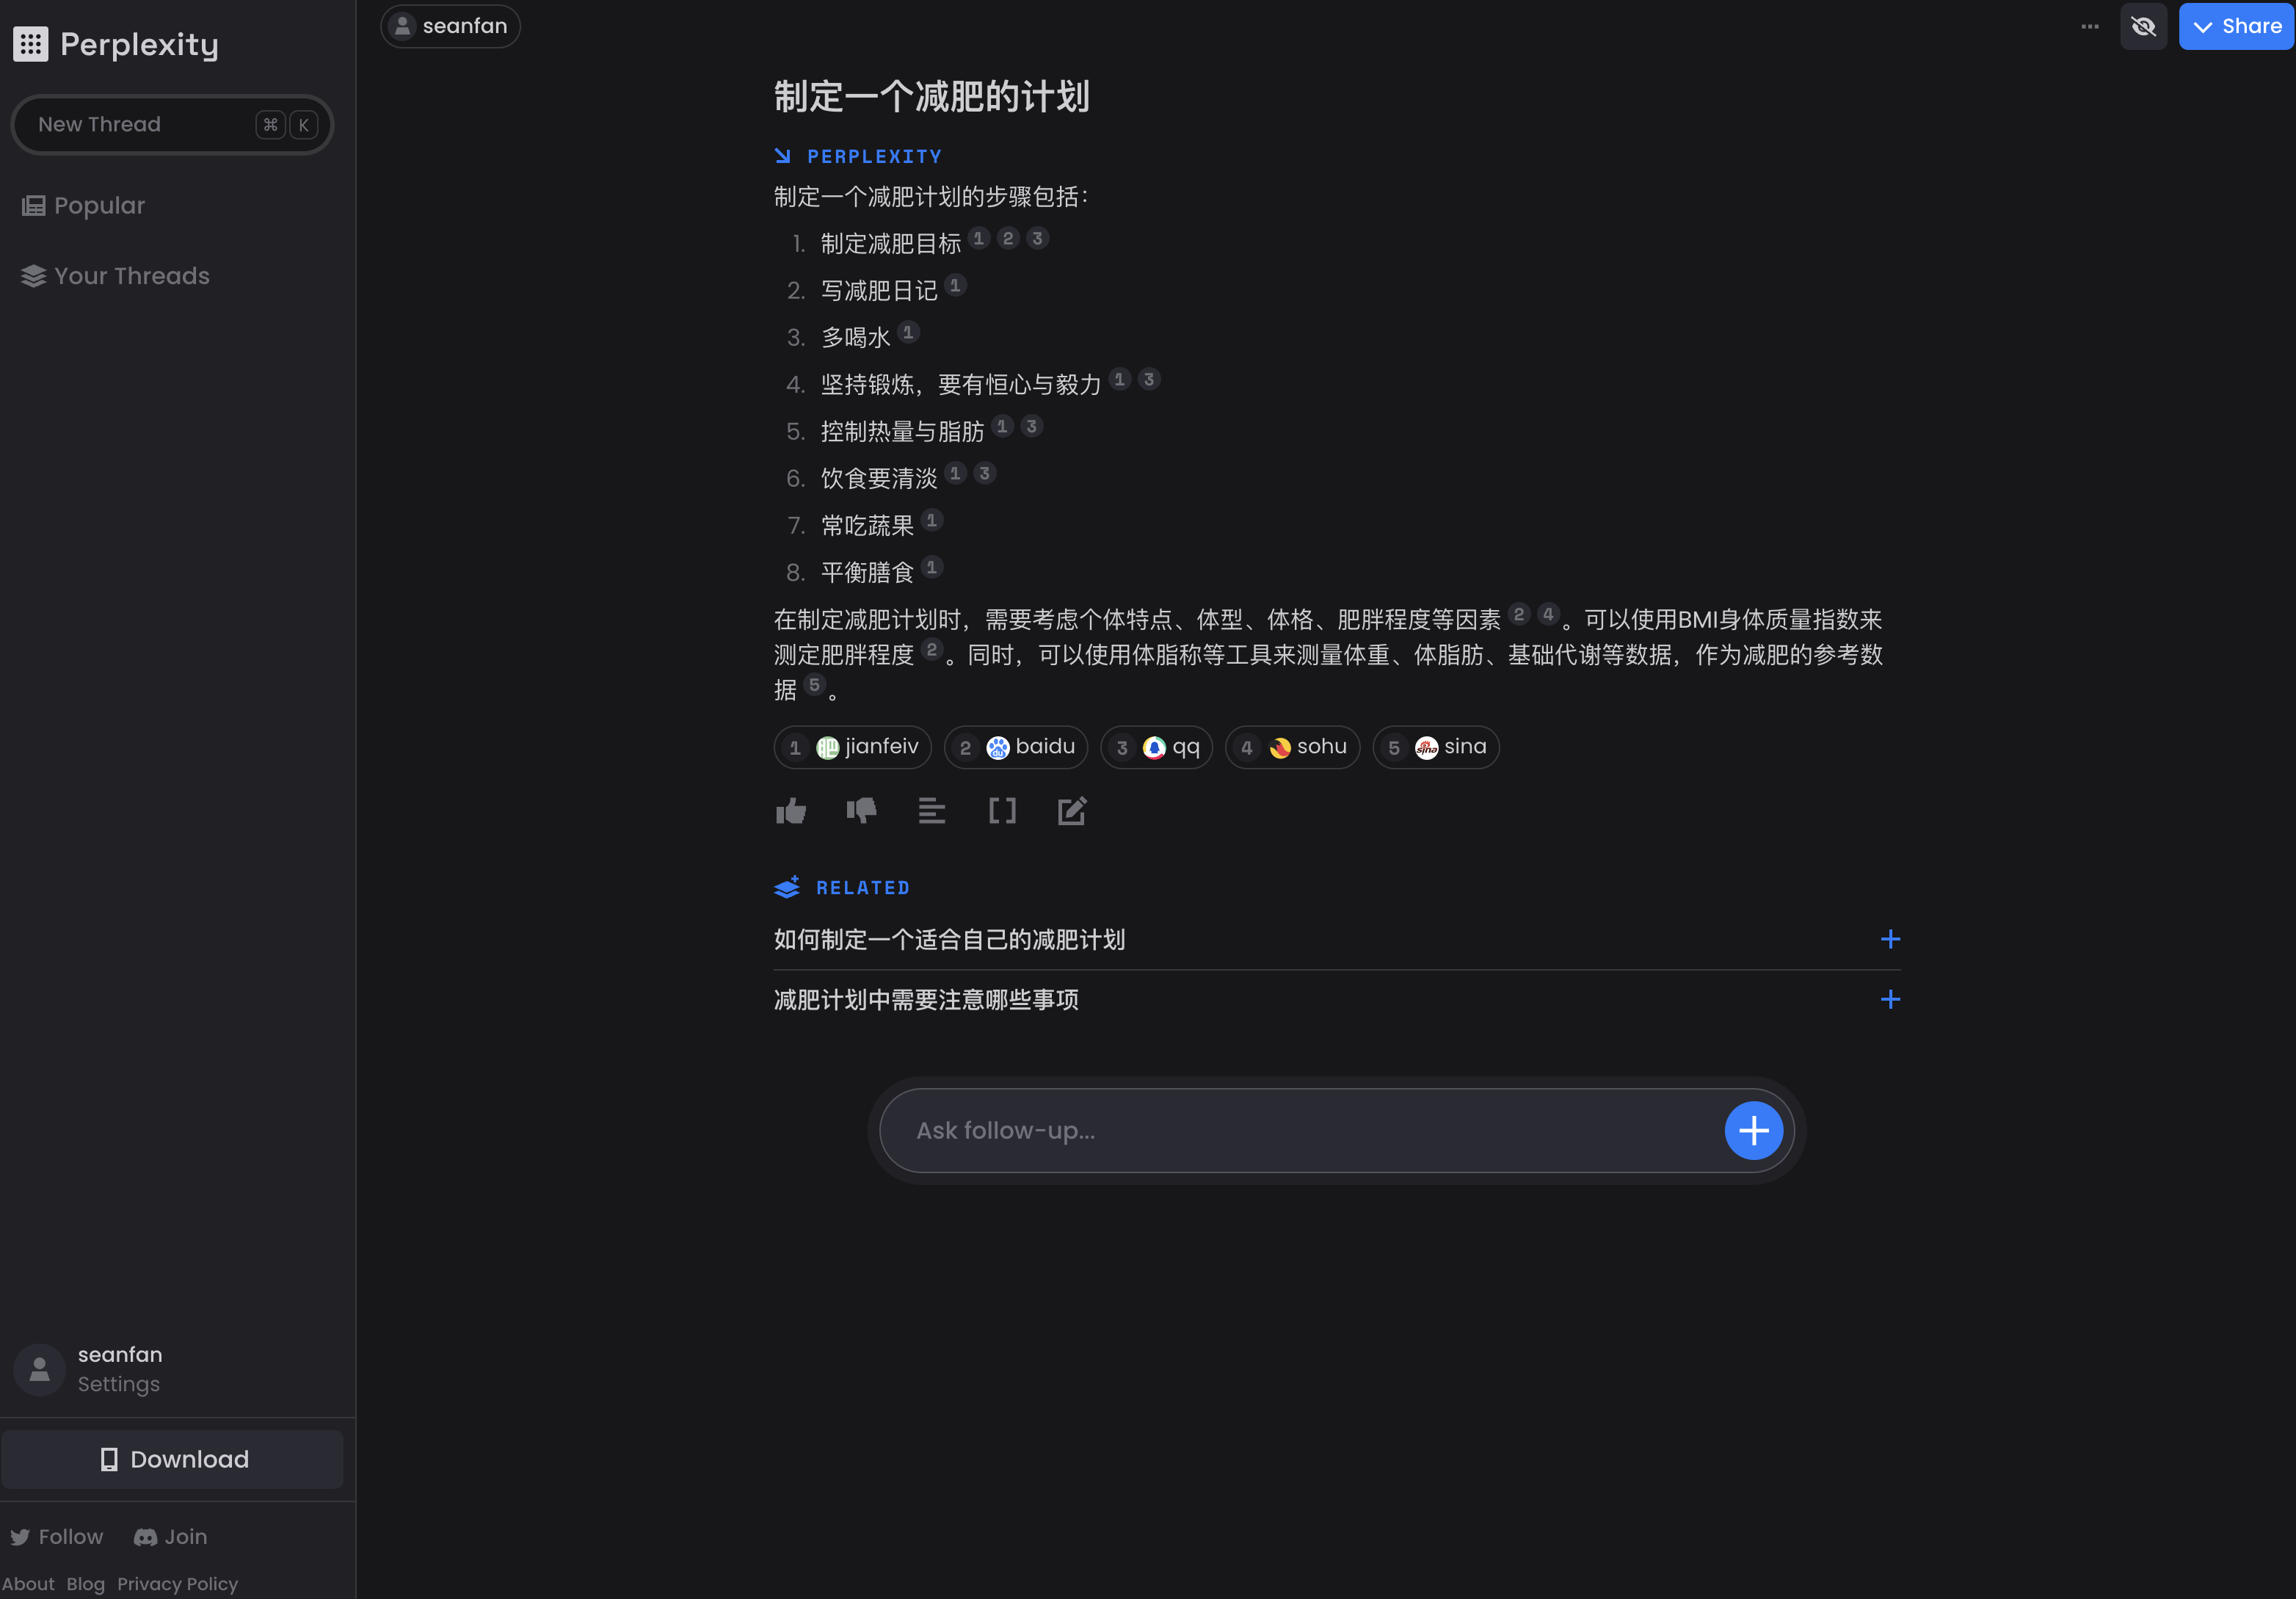 Perplexity
New Thread ⌘ K
Popular
Your Threads
seanfan
Settings
Download
Follow Join
About Blog Privacy Policy
seanfan
Share
制定一个减肥的计划
PERPLEXITY
制定一个减肥计划的步骤包括：
1. 制定减肥目标 1 2 3
2. 写减肥日记 1
3. 多喝水 1
4. 坚持锻炼，要有恒心与毅力 1 3
5. 控制热量与脂肪 1 3
6. 饮食要清淡 1 3
7. 常吃蔬果 1
8. 平衡膳食 1
在制定减肥计划时，需要考虑个体特点、体型、体格、肥胖程度等因素 2 4 。可以使用BMI身体质量指数来
测定肥胖程度 2 。同时，可以使用体脂称等工具来测量体重、体脂肪、基础代谢等数据，作为减肥的参考数
据 5 。
1 jianfeiv 2 baidu 3 qq 4 sohu 5 sina
RELATED
如何制定一个适合自己的减肥计划
减肥计划中需要注意哪些事项
Ask follow-up...